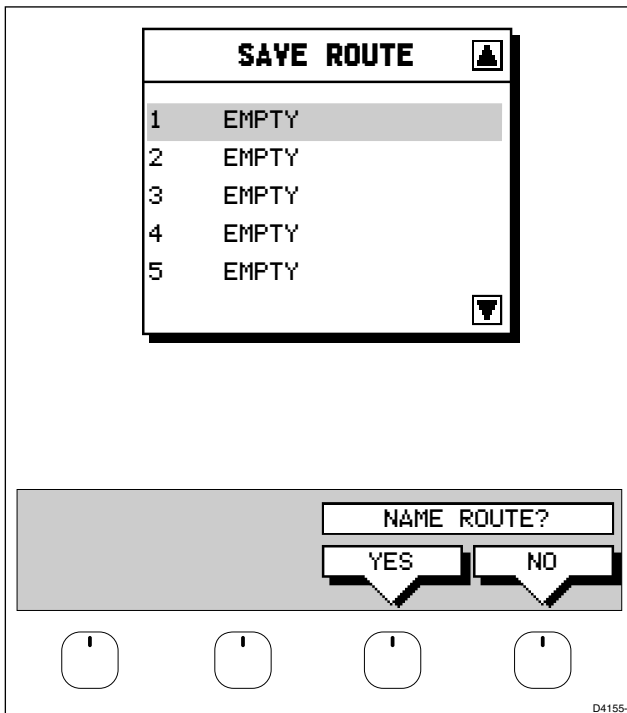 SAVE ROUTE
1 EMPTY
2 EMPTY
3 EMPTY
4 EMPTY
5 EMPTY
NAME ROUTE?
YES NO
D4155-